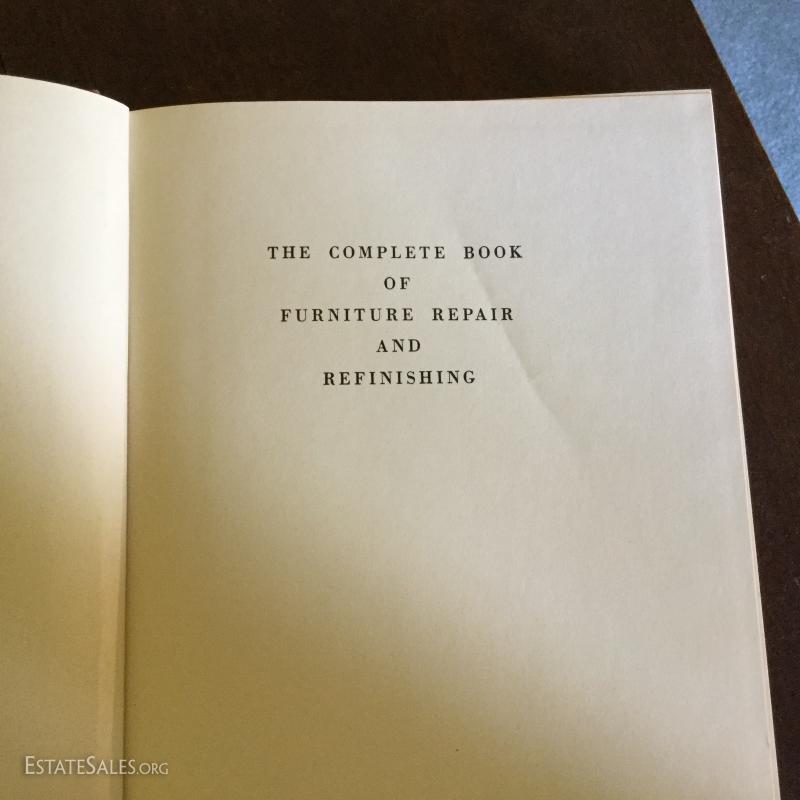 THE COMPLETE BOOK
OF
FURNITURE REPAIR
AND
REFINISHING
ESTATESALES.ORG